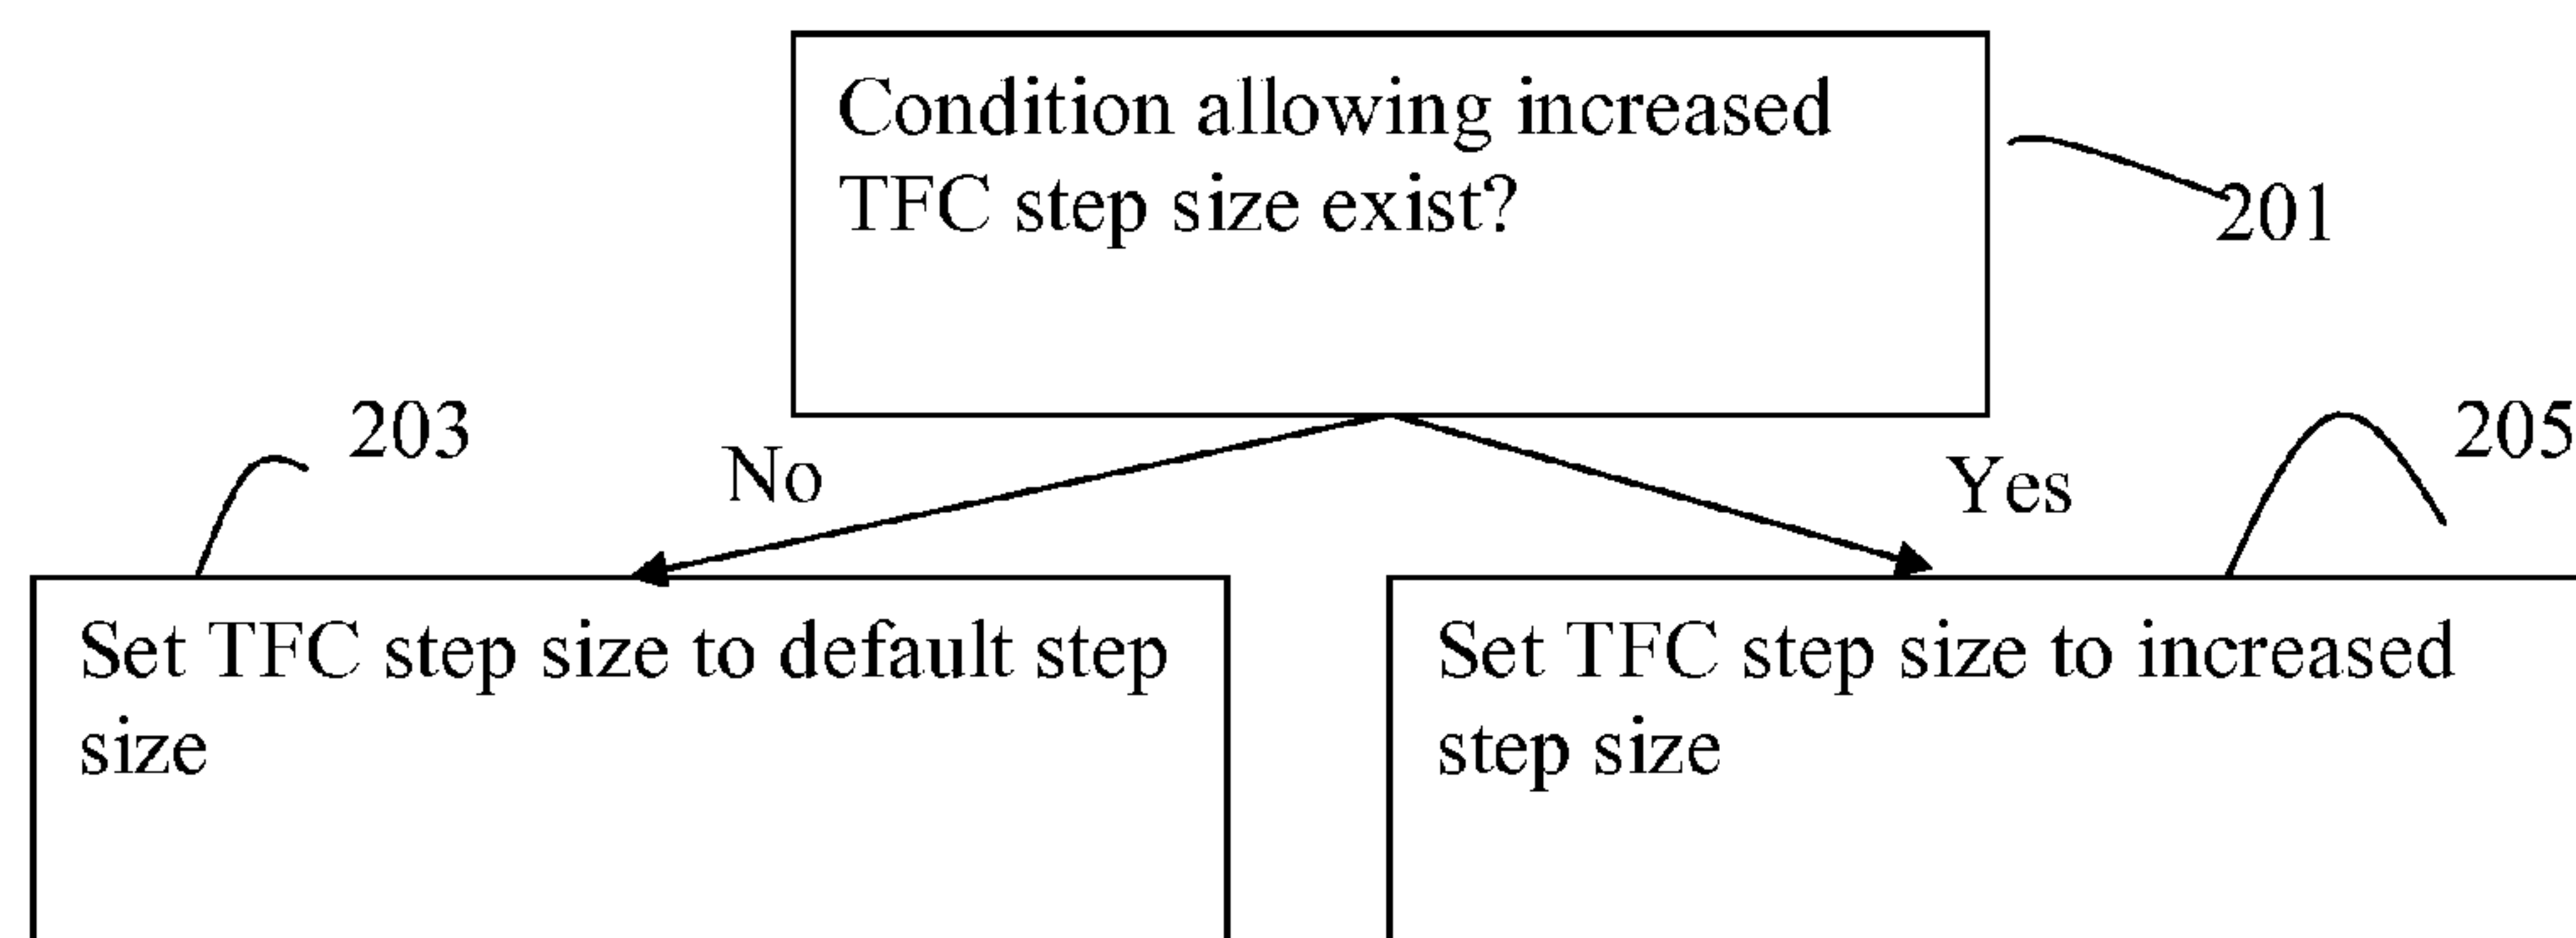 Condition allowing increased
TFC step size exist?
201
203
No
Yes
205
Set TFC step size to default step
size
Set TFC step size to increased
step size